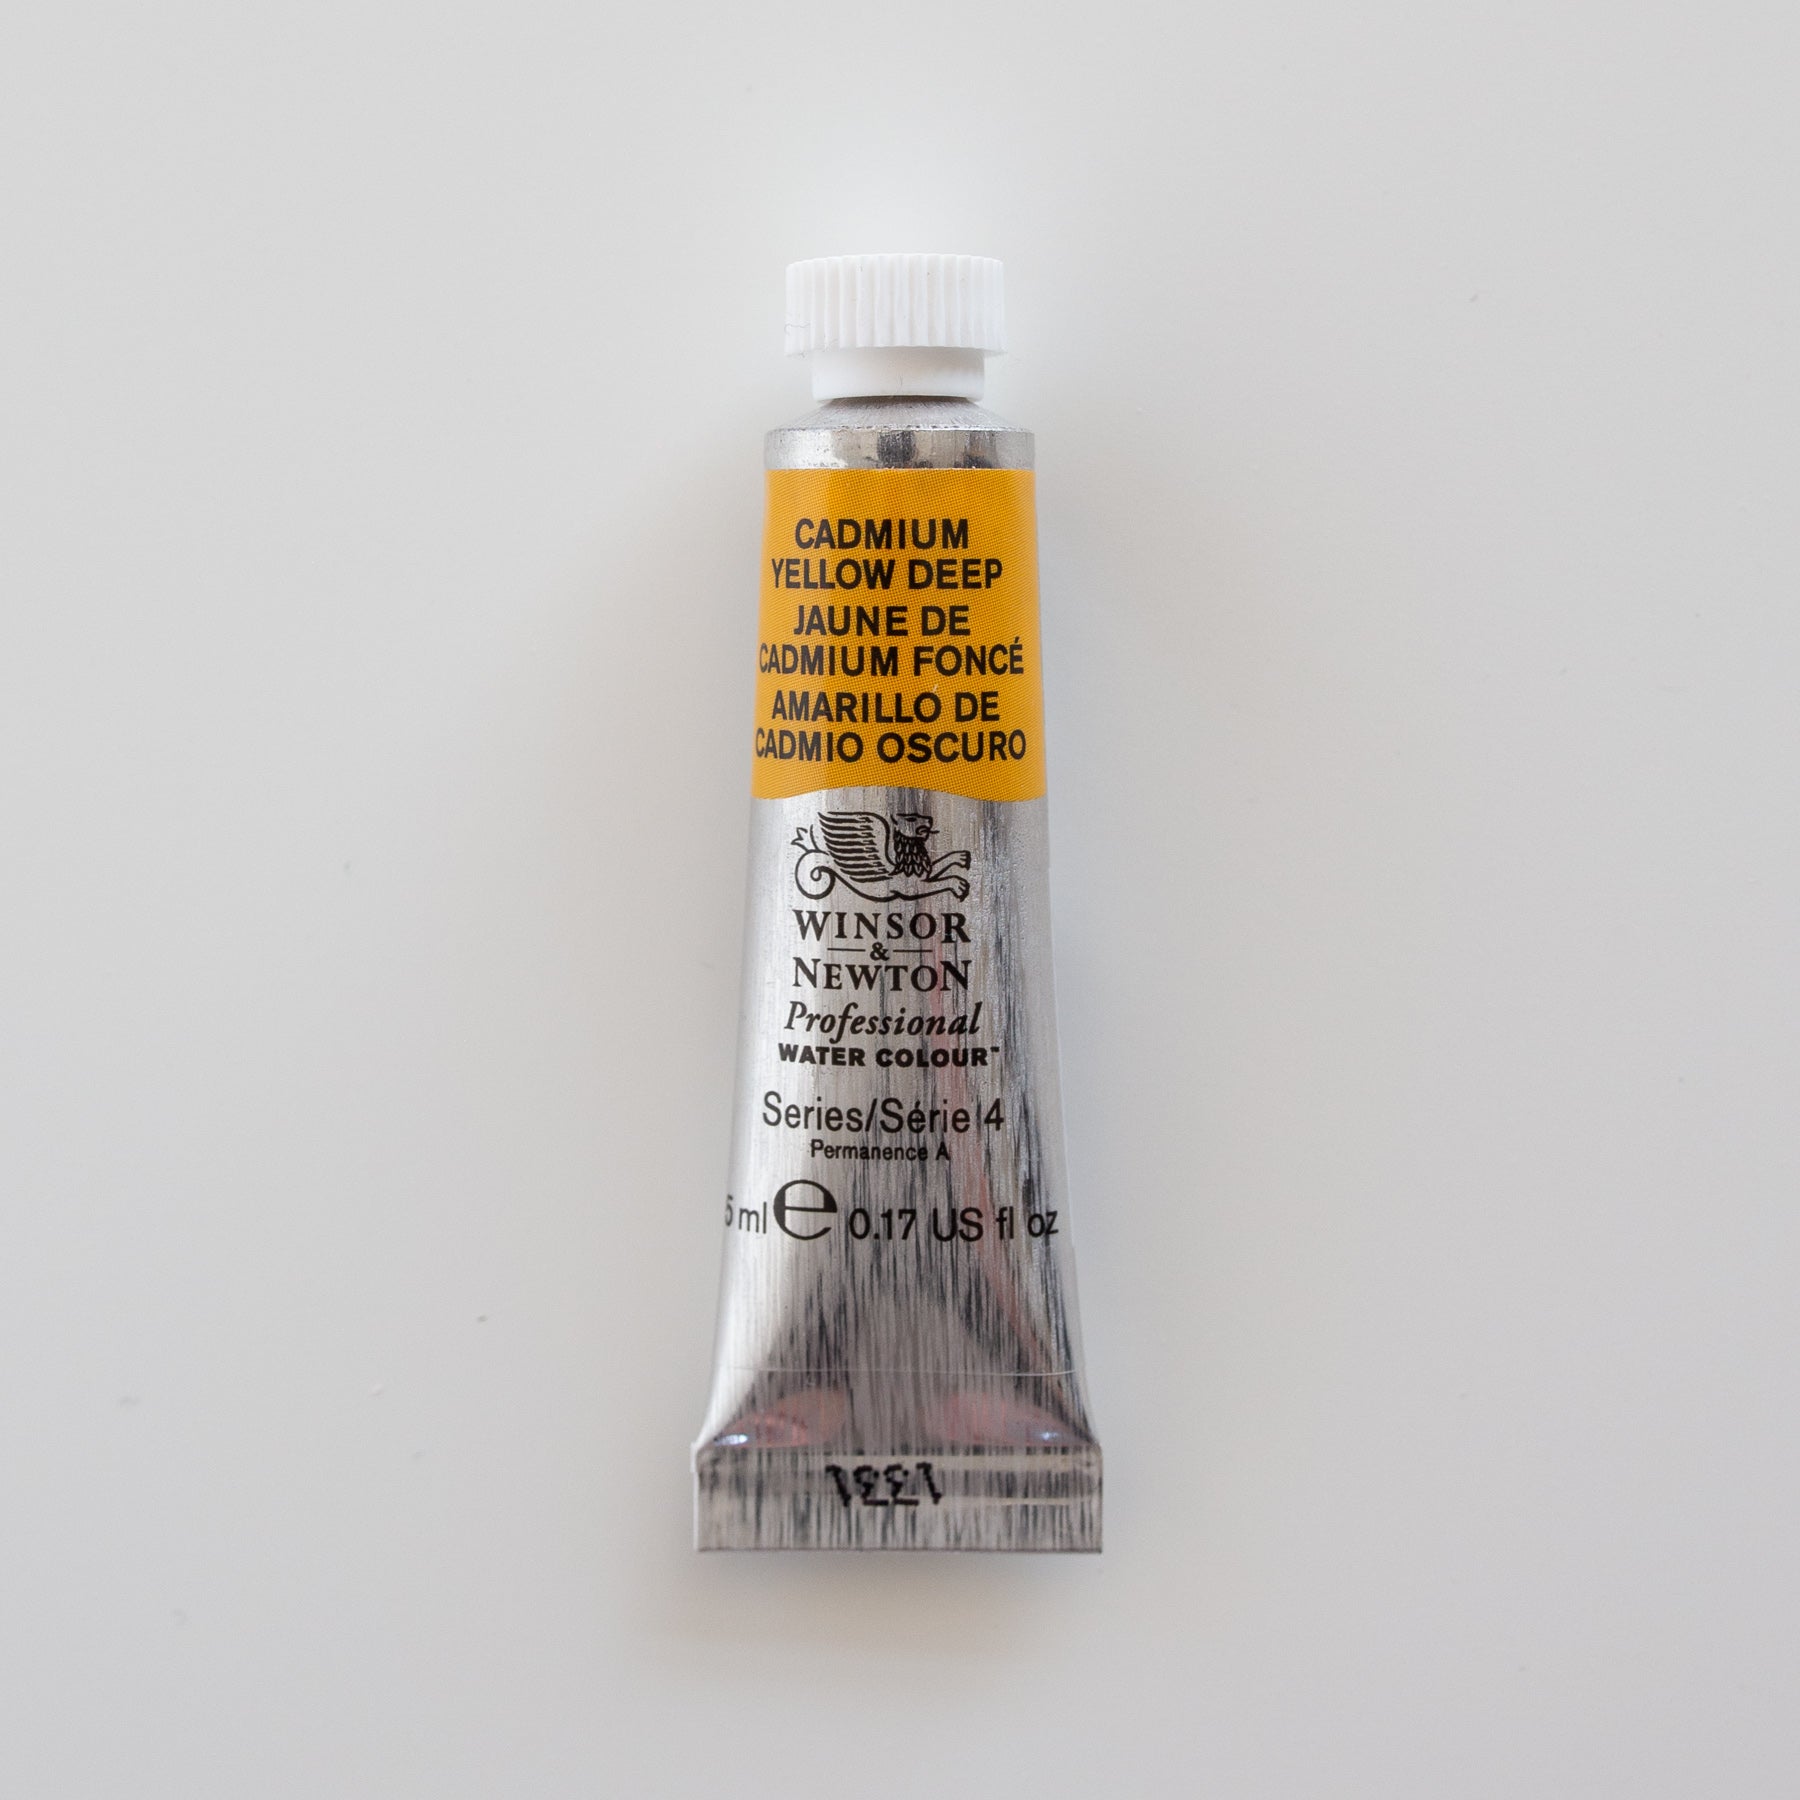 CADMIUM
YELLOW DEEP
JAUNE DE
CADMIUM FONCÉ
AMARILLO DE
CADMIO OSCURO
WINSOR
&
NEWTON
Professional
WATER COLOUR™
Series/Série 4
Permanence A
5 ml e 0.17 US fl oz